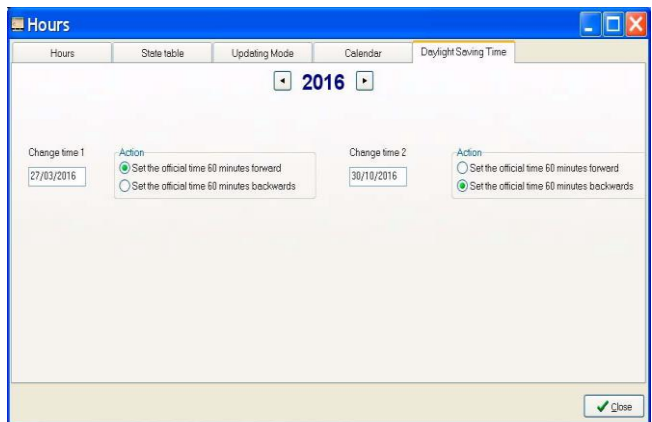 Hours
Hours State table Updating Mode Calendar Daylight Saving Time
2016
Change time 1 Action Change time 2 Action
Set the official time 60 minutes forward Set the official time 60 minutes forward
27/03/2016 30/10/2016
Set the official time 60 minutes backwards Set the official time 60 minutes backwards
Close